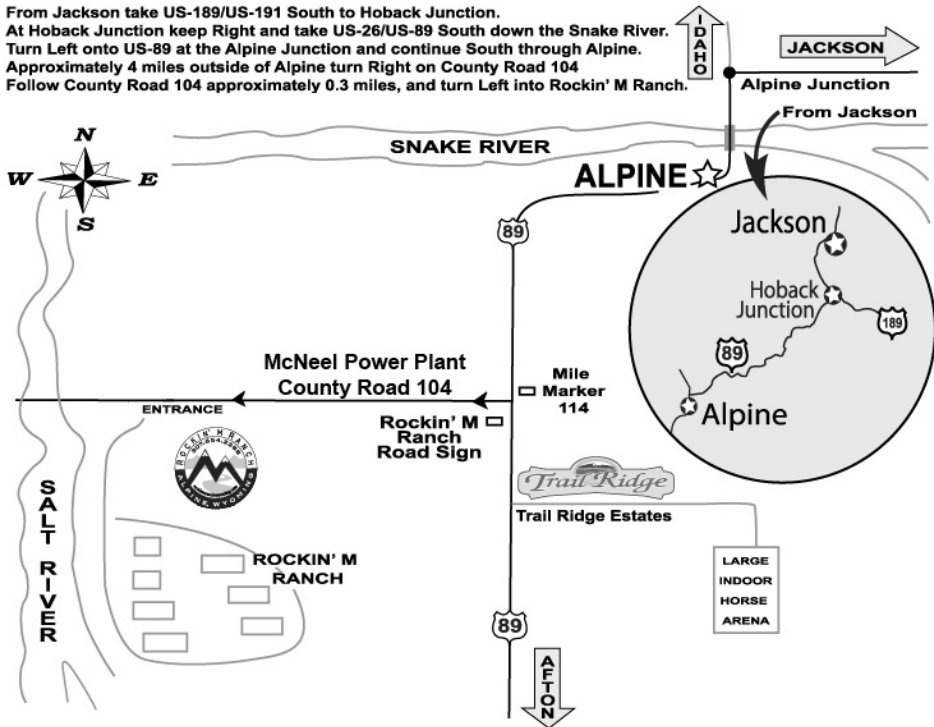 From Jackson take US-189/US-191 South to Hoback Junction.
At Hoback Junction keep Right and take US-26/US-89 South down the Snake River.
Turn Left onto US-89 at the Alpine Junction and continue South through Alpine.
Approximately 4 miles outside of Alpine turn Right on County Road 104
Follow County Road 104 approximately 0.3 miles, and turn Left into Rockin' M Ranch.
IDAHO
JACKSON
Alpine Junction
From Jackson
SNAKE RIVER
N
W
E
S
ALPINE
89
Jackson
Hoback
Junction
189
89
Alpine
McNeel Power Plant
County Road 104
Mile
Marker
114
ENTRANCE
Rockin' M
Ranch
Road Sign
ROCKIN' M RANCH
ALPINE, WYOMING
Trail Ridge
Trail Ridge Estates
SALT RIVER
ROCKIN' M
RANCH
LARGE
INDOOR
HORSE
ARENA
89
AFTON